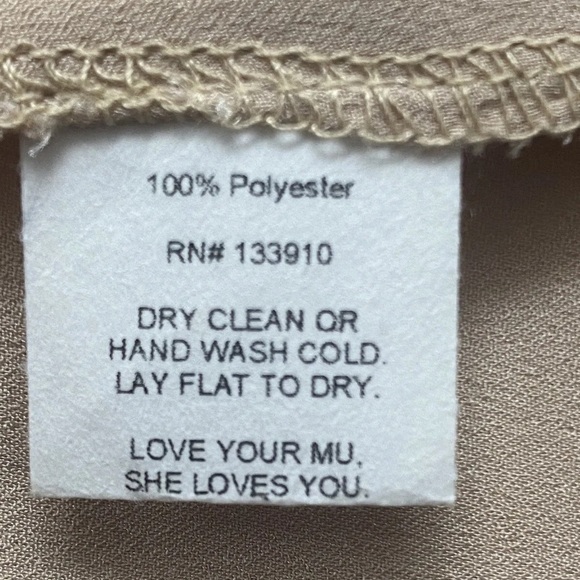 100% Polyester
RN# 133910
DRY CLEAN OR
HAND WASH COLD.
LAY FLAT TO DRY.
LOVE YOUR MU,
SHE LOVES YOU.